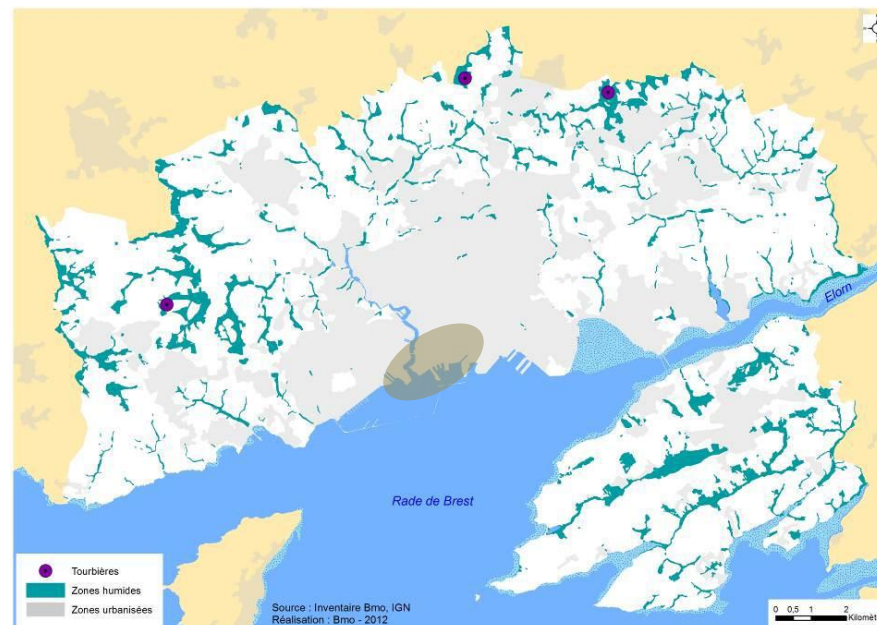 Elorn
Rade de Brest
Tourbières
Zones humides
Zones urbanisées
Source : Inventaire Bmo, IGN
Réalisation : Bmo - 2012
0 0,5 1 2
Kilomèt